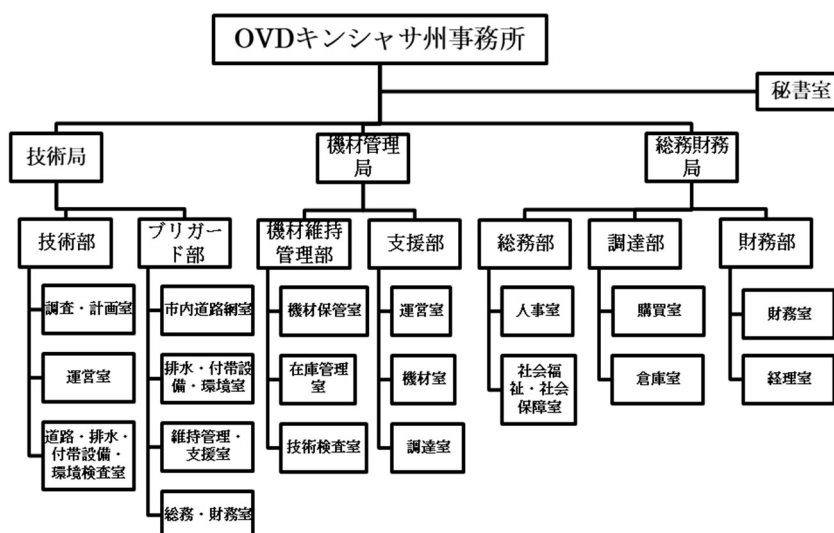 OVDキンシャサ州事務所
秘書室
技術局
機材管理
局
総務財務
局
技術部
ブリガー
ド部
機材維持
管理部
支援部
総務部
調達部
財務部
調査・計画室
市内道路網室
機材保管室
運営室
人事室
購買室
財務室
運営室
排水・付帯設
備・環境室
在庫管理
室
機材室
社会福
祉・社会
保障室
倉庫室
経理室
道路・排水・
付帯設備・
環境検査室
維持管理・
支援室
技術検査室
調達室
総務・財務室